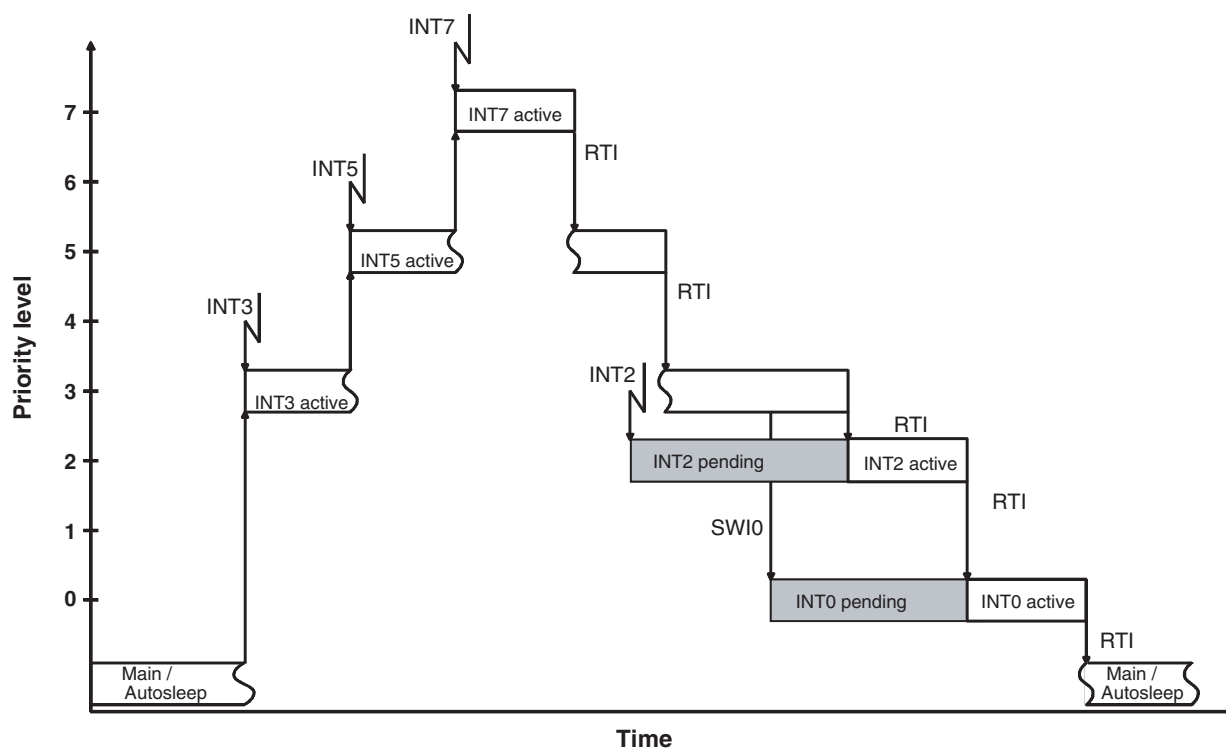 INT7
7
INT7 active
RTI
INT5
6
5
INT5 active
RTI
INT3
4
INT2
3
INT3 active
RTI
2
INT2 pending
INT2 active
RTI
SWI0
1
0
INT0 pending
INT0 active
RTI
Main /
Autosleep
Main /
Autosleep
Priority level
Time